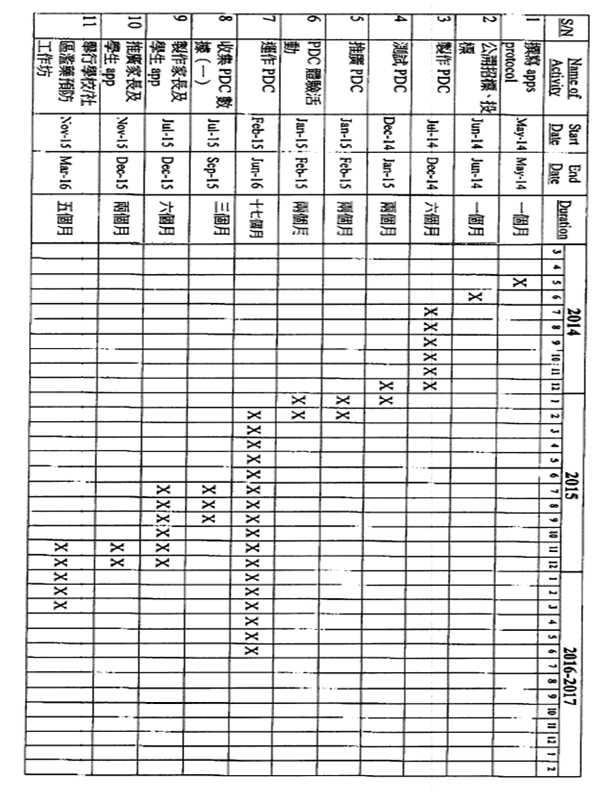 S/N Name of Activity Start Date End Date Duration 2014 2015 2016-2017
3 4 5 6 7 8 9 10 11 12 1 2 3 4 5 6 7 8 9 10 11 12 1 2 3 4 5 6 7 8 9 10 11 12 1 2
1 撰寫 apps protocol May-14 May-14 一個月 X
2 公開招標、投標 Jun-14 Jun-14 一個月 X
3 製作 PDC Jul-14 Dec-14 六個月 X X X X X X
4 測試 PDC Dec-14 Jan-15 兩個月 X X
5 推廣 PDC Jan-15 Feb-15 兩個月 X X
6 PDC 體驗活動 Jan-15 Feb-15 兩個月 X X
7 運作 PDC Feb-15 Jun-16 十七個月 X X X X X X X X X X X X X X X X X
8 收集 PDC 數據（一） Jul-15 Sep-15 三個月 X X X
9 製作家長及學生 app Jul-15 Dec-15 六個月 X X X X X X
10 推廣家長及學生 app Nov-15 Dec-15 兩個月 X X
11 舉行學校/社區濫藥預防工作坊 Nov-15 Mar-16 五個月 X X X X X